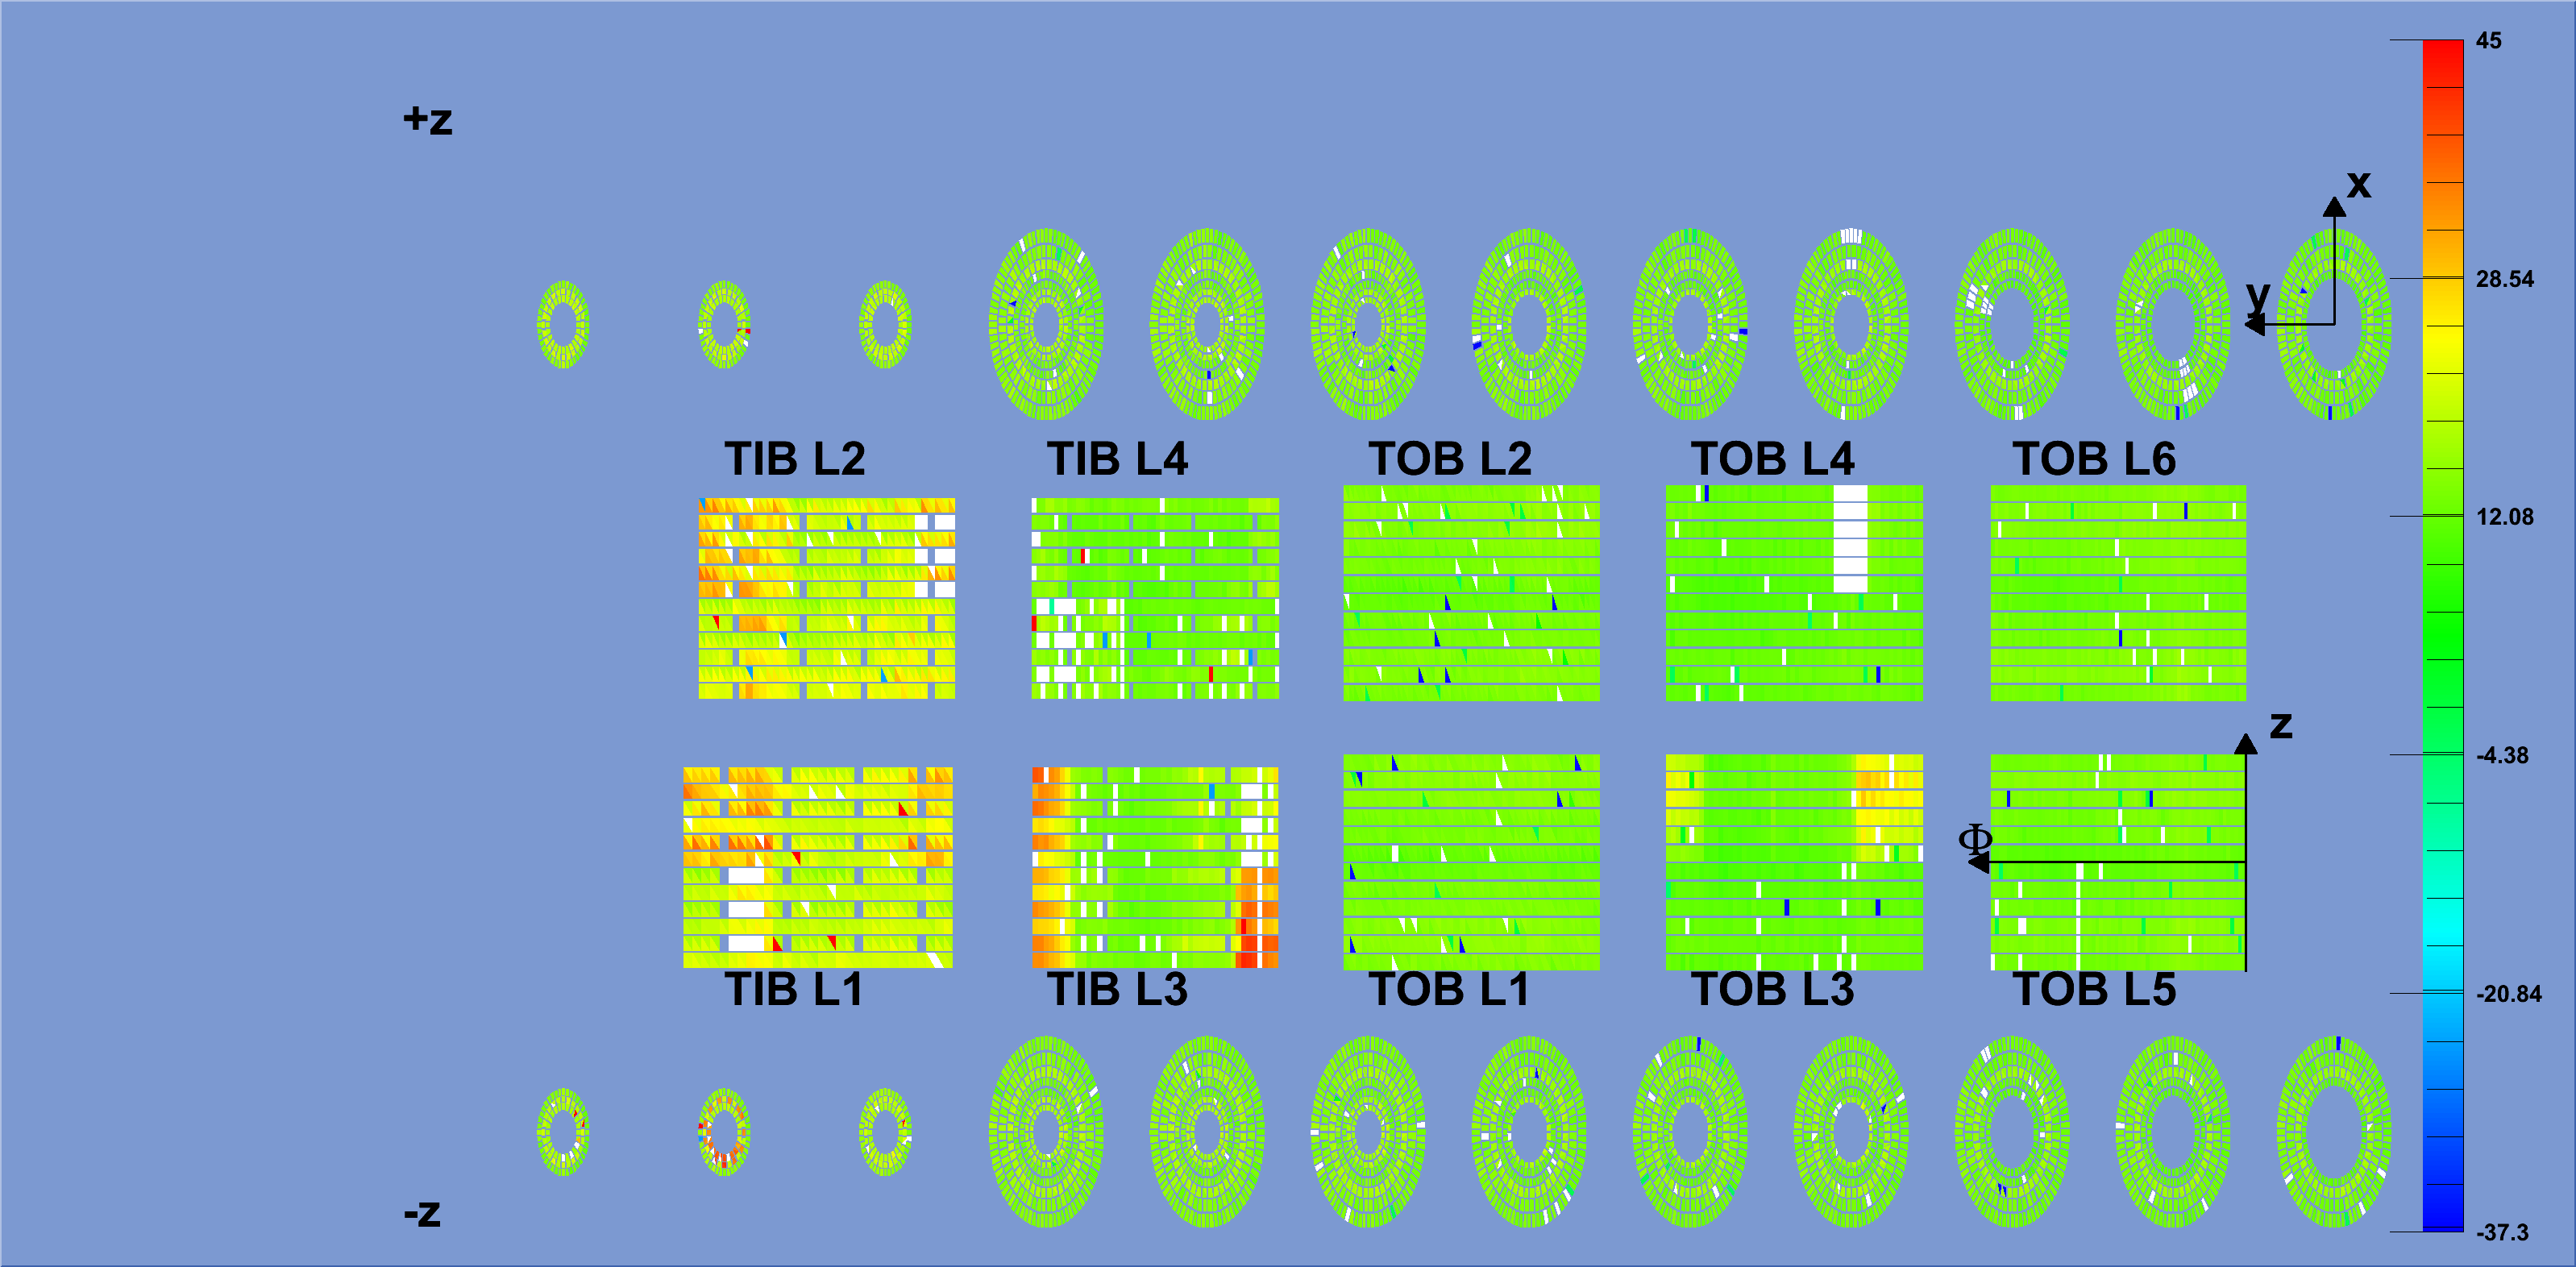 45
+z
x
28.54
y
TIB L2 TIB L4 TOB L2 TOB L4 TOB L6
12.08
z
-4.38
Φ
TIB L1 TIB L3 TOB L1 TOB L3 TOB L5
-20.84
-z
-37.3